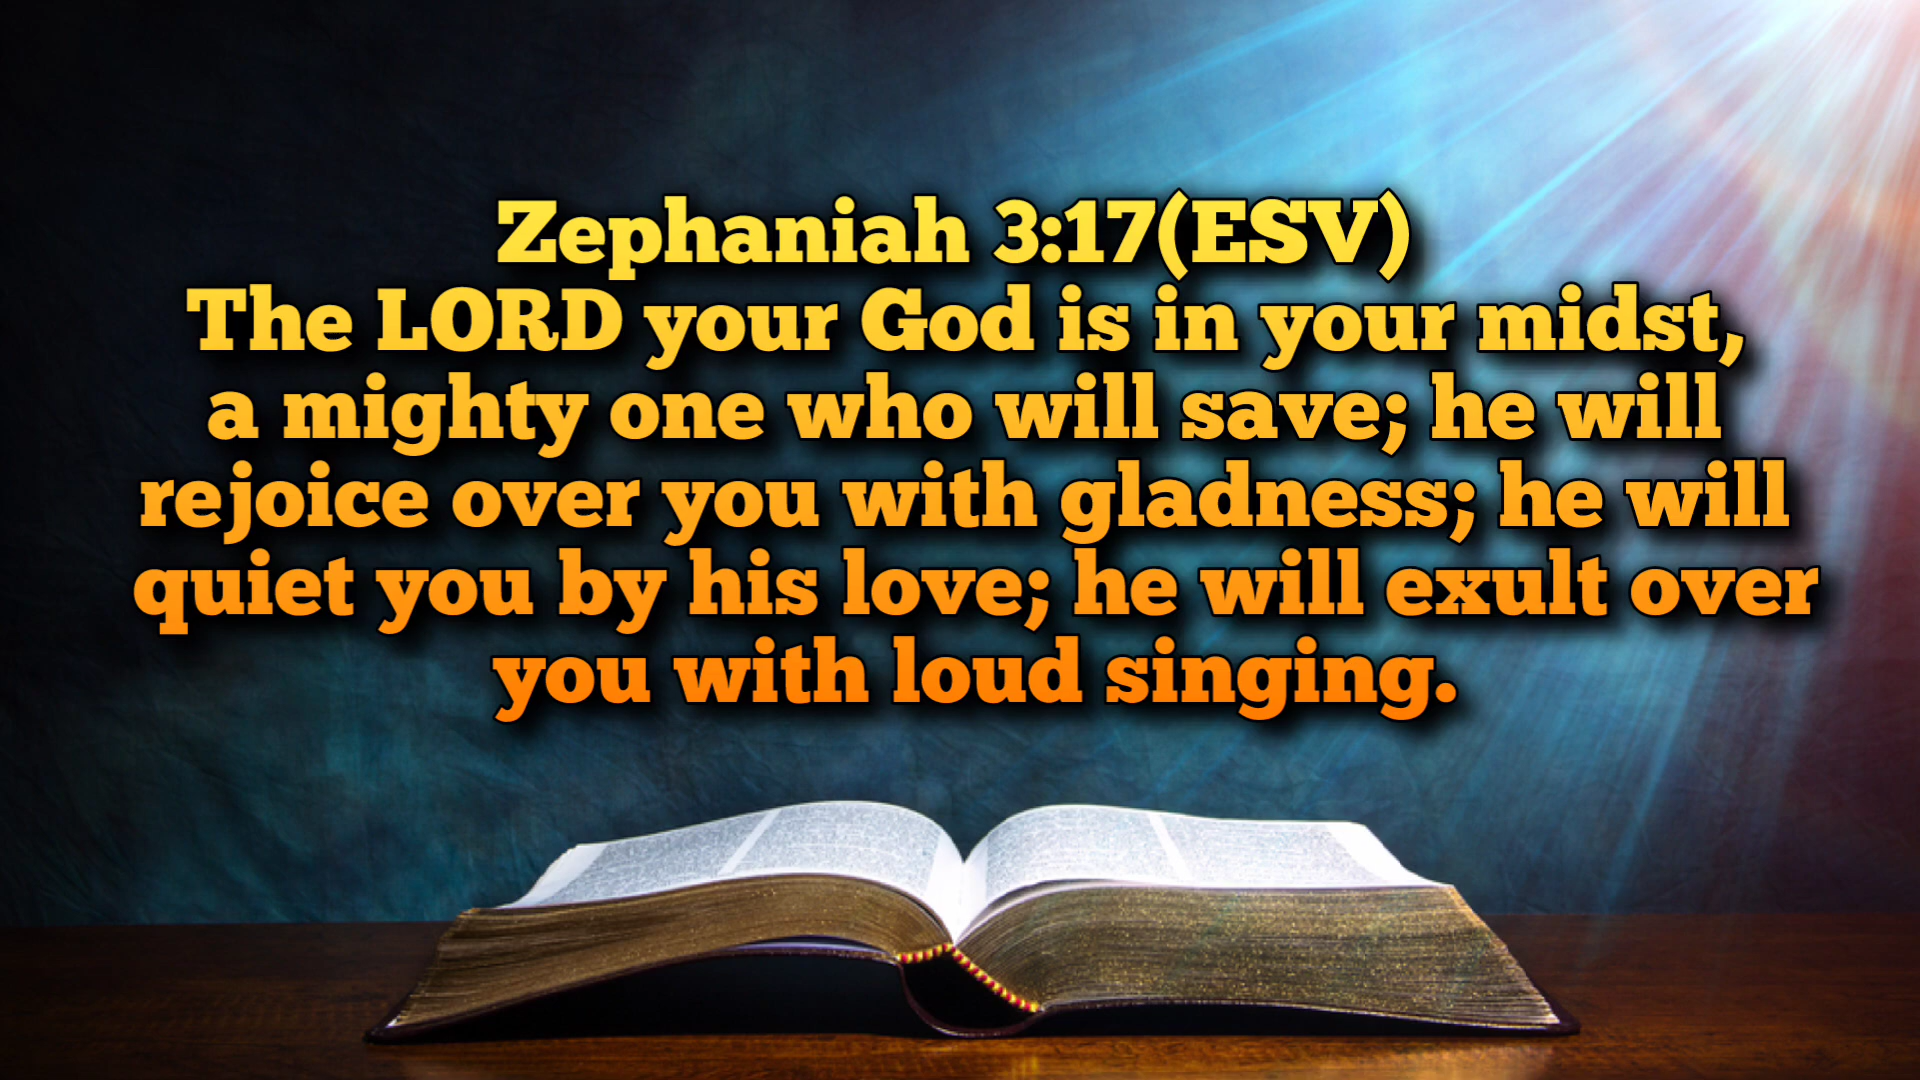 Zephaniah 3:17(ESV)
The LORD your God is in your midst,
a mighty one who will save; he will
rejoice over you with gladness; he will
quiet you by his love; he will exult over
you with loud singing.